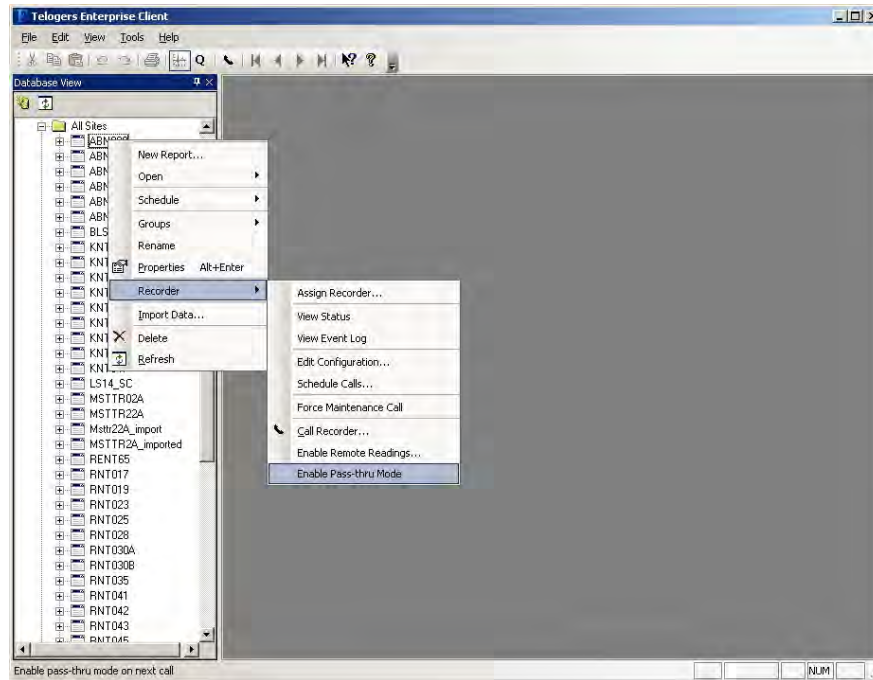 Telogers Enterprise Client
File Edit View Tools Help
Q
Database View
All Sites
ABN
ABN
ABN
ABN
ABN
ABN
BLS
KNT
KNT
KNT
KNT
KNT
KNT
KNT
KNT
KNT
LS14_SC
MSTTR02A
MSTTR22A
Msttr22A_import
MSTTR2A_imported
RENT65
RNT017
RNT019
RNT023
RNT025
RNT028
RNT030A
RNT030B
RNT035
RNT041
RNT042
RNT043
RNT045
New Report...
Open
Schedule
Groups
Rename
Properties Alt+Enter
Recorder
Import Data...
Delete
Refresh
Assign Recorder...
View Status
View Event Log
Edit Configuration...
Schedule Calls...
Force Maintenance Call
Call Recorder...
Enable Remote Readings...
Enable Pass-thru Mode
Enable pass-thru mode on next call
NUM